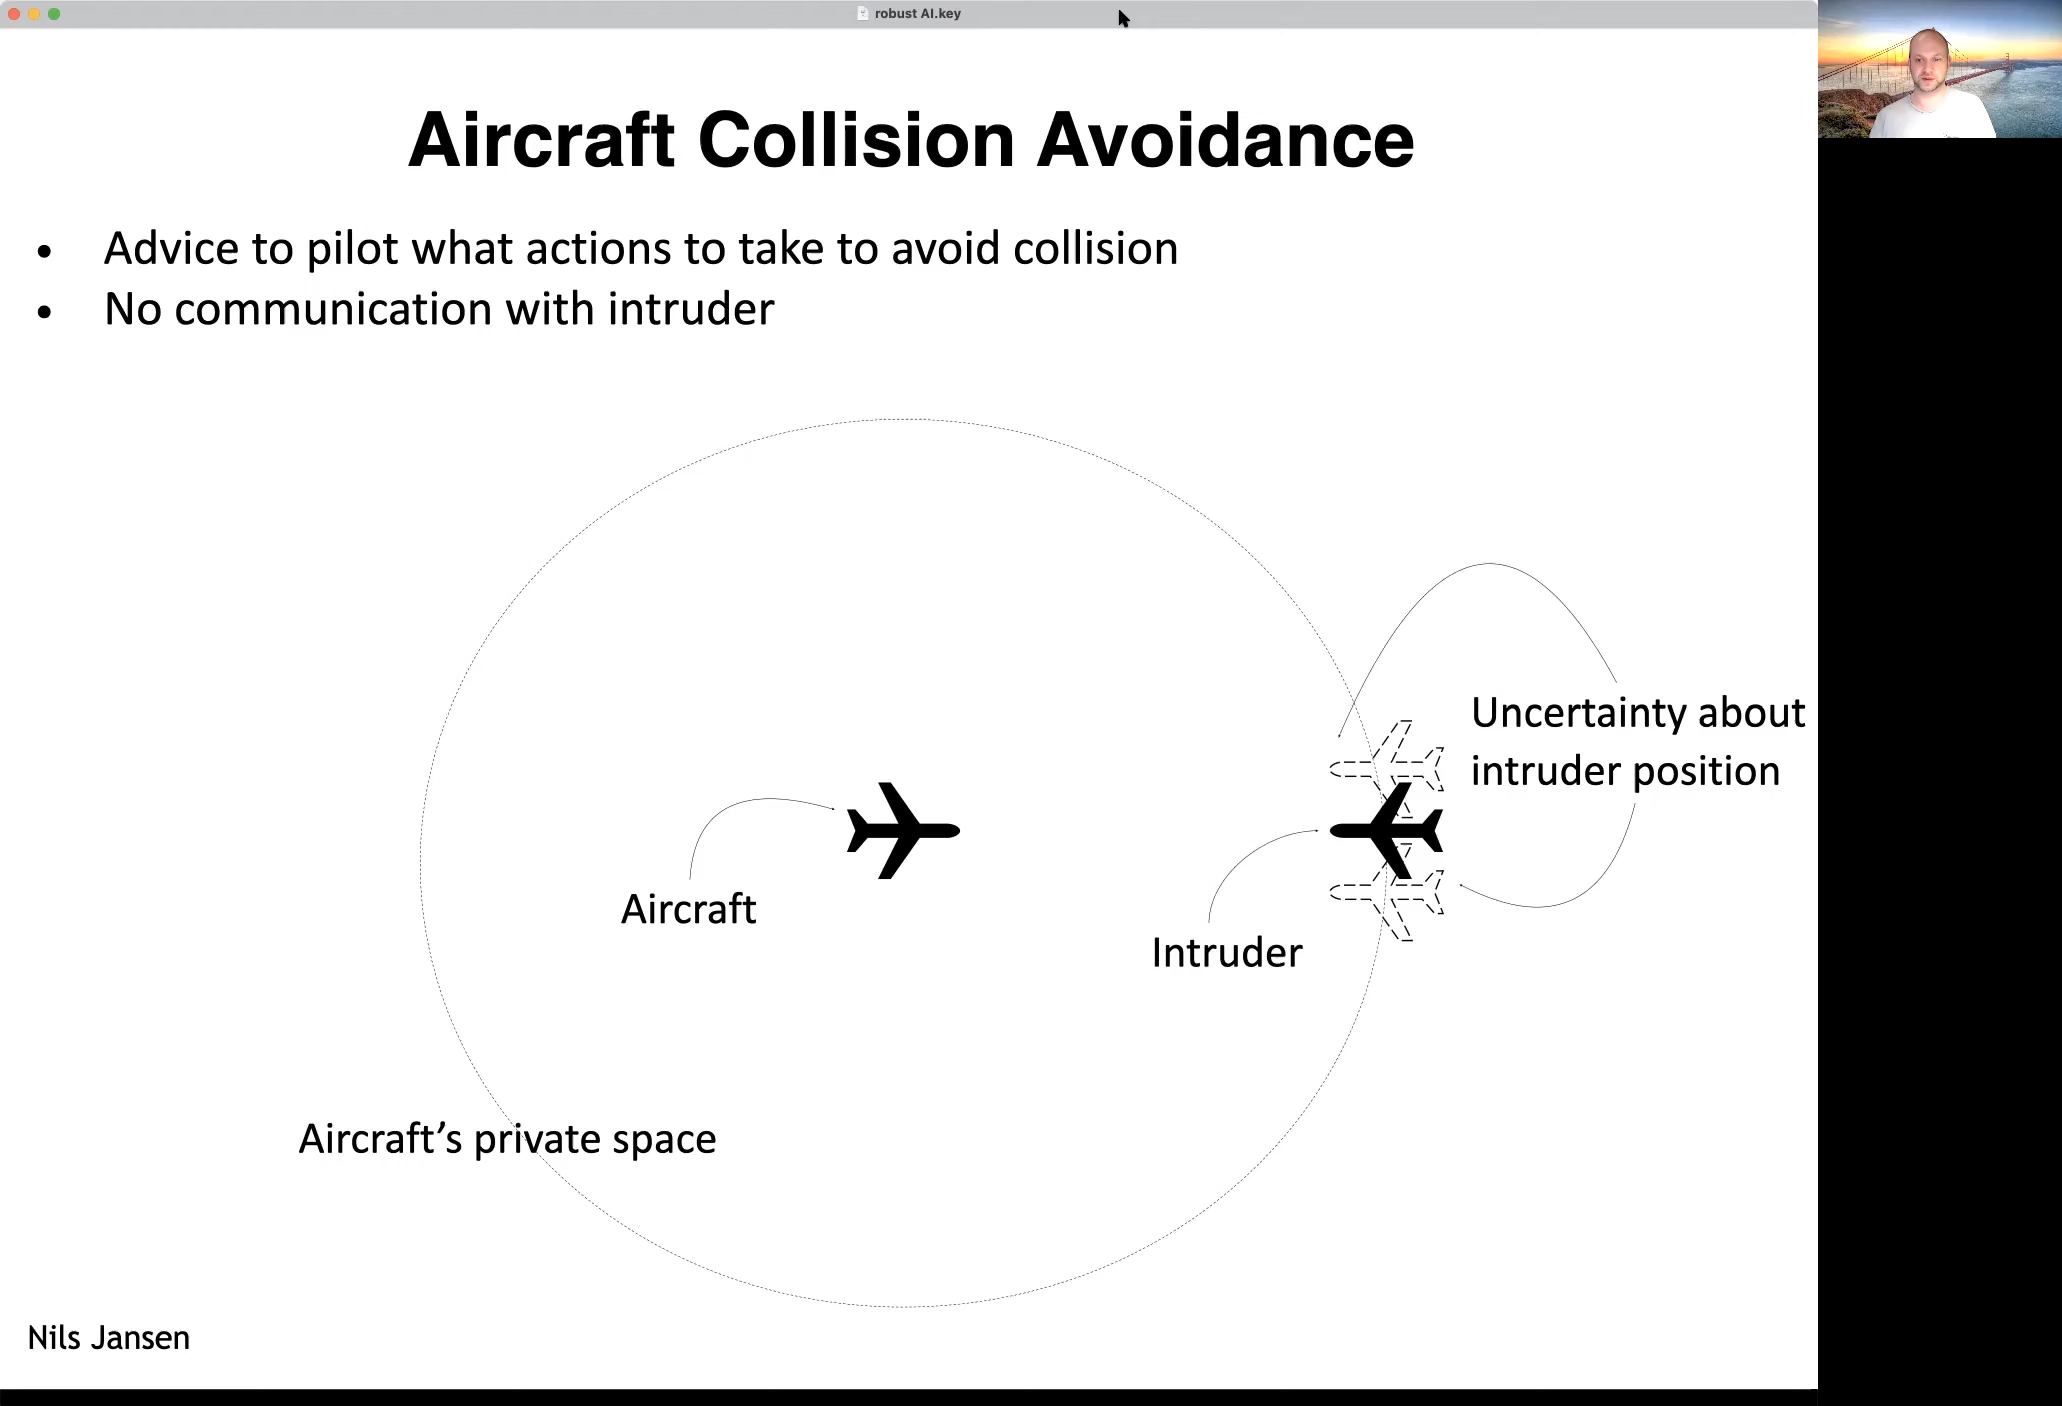 robust AI.key
Aircraft Collision Avoidance
• Advice to pilot what actions to take to avoid collision
• No communication with intruder
Uncertainty about
intruder position
Aircraft
Intruder
Aircraft’s private space
Nils Jansen